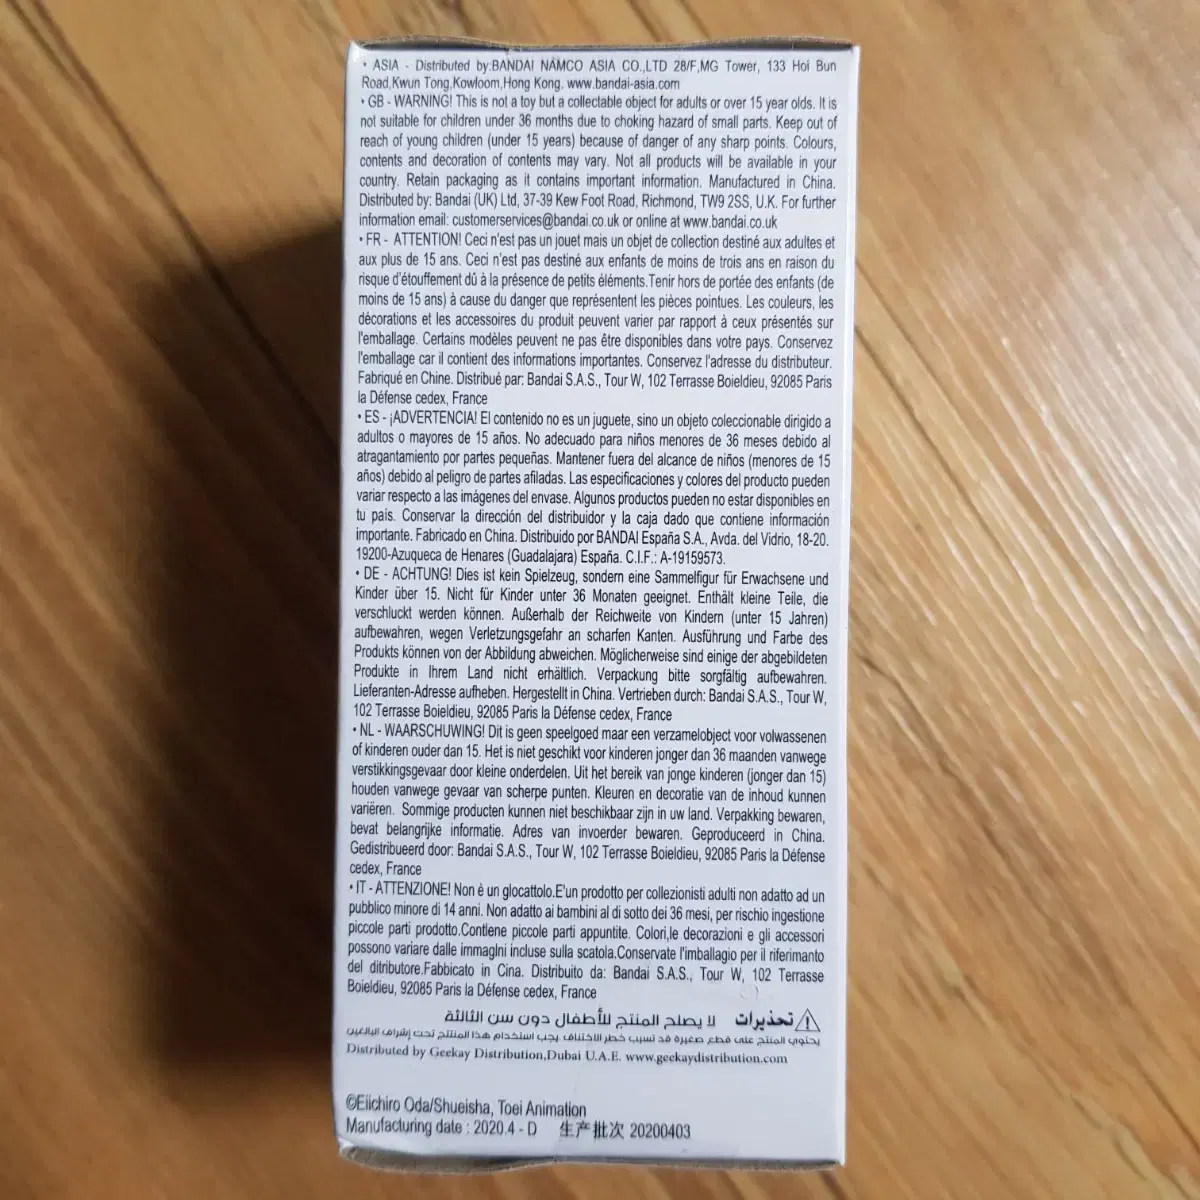 • ASIA - Distributed by:BANDAI NAMCO ASIA CO.,LTD 28/F,MG Tower, 133 Hoi Bun
Road,Kwun Tong,Kowloom,Hong Kong. www.bandai-asia.com
• GB - WARNING! This is not a toy but a collectable object for adults or over 15 year olds. It is
not suitable for children under 36 months due to choking hazard of small parts. Keep out of
reach of young children (under 15 years) because of danger of any sharp points. Colours,
contents and decoration of contents may vary. Not all products will be available in your
country. Retain packaging as it contains important information. Manufactured in China.
Distributed by: Bandai (UK) Ltd, 37-39 Kew Foot Road, Richmond, TW9 2SS, U.K. For further
information email: customerservices@bandai.co.uk or online at www.bandai.co.uk
• FR - ATTENTION! Ceci n'est pas un jouet mais un objet de collection destiné aux adultes et
aux plus de 15 ans. Ceci n'est pas destiné aux enfants de moins de trois ans en raison du
risque d'étouffement dû à la présence de petits éléments.Tenir hors de portée des enfants (de
moins de 15 ans) à cause du danger que représentent les pièces pointues. Les couleurs, les
décorations et les accessoires du produit peuvent varier par rapport à ceux présentés sur
l'emballage. Certains modèles peuvent ne pas être disponibles dans votre pays. Conservez
l'emballage car il contient des informations importantes. Conservez l'adresse du distributeur.
Fabriqué en Chine. Distribué par: Bandai S.A.S., Tour W, 102 Terrasse Boieldieu, 92085 Paris
la Défense cedex, France
• ES - ¡ADVERTENCIA! El contenido no es un juguete, sino un objeto coleccionable dirigido a
adultos o mayores de 15 años. No adecuado para niños menores de 36 meses debido al
atragantamiento por partes pequeñas. Mantener fuera del alcance de niños (menores de 15
años) debido al peligro de partes afiladas. Las especificaciones y colores del producto pueden
variar respecto a las imágenes del envase. Algunos productos pueden no estar disponibles en
tu país. Conservar la dirección del distribuidor y la caja dado que contiene información
importante. Fabricado en China. Distribuido por BANDAI España S.A., Avda. del Vidrio, 18-20.
19200-Azuqueca de Henares (Guadalajara) España. C.I.F.: A-19159573.
• DE - ACHTUNG! Dies ist kein Spielzeug, sondern eine Sammelfigur für Erwachsene und
Kinder über 15. Nicht für Kinder unter 36 Monaten geeignet. Enthält kleine Teile, die
verschluckt werden können. Außerhalb der Reichweite von Kindern (unter 15 Jahren)
aufbewahren, wegen Verletzungsgefahr an scharfen Kanten. Ausführung und Farbe des
Produkts können von der Abbildung abweichen. Möglicherweise sind einige der abgebildeten
Produkte in Ihrem Land nicht erhältlich. Verpackung bitte sorgfältig aufbewahren.
Lieferanten-Adresse aufheben. Hergestellt in China. Vertrieben durch: Bandai S.A.S., Tour W,
102 Terrasse Boieldieu, 92085 Paris la Défense cedex, France
• NL - WAARSCHUWING! Dit is geen speelgoed maar een verzamelobject voor volwassenen
of kinderen ouder dan 15. Het is niet geschikt voor kinderen jonger dan 36 maanden vanwege
verstikkingsgevaar door kleine onderdelen. Uit het bereik van jonge kinderen (jonger dan 15)
houden vanwege gevaar van scherpe punten. Kleuren en decoratie van de inhoud kunnen
variëren. Sommige producten kunnen niet beschikbaar zijn in uw land. Verpakking bewaren,
bevat belangrijke informatie. Adres van invoerder bewaren. Geproduceerd in China.
Gedistribueerd door: Bandai S.A.S., Tour W, 102 Terrasse Boieldieu, 92085 Paris la Défense
cedex, France
• IT - ATTENZIONE! Non è un glocattolo.E'un prodotto per collezionisti adulti non adatto ad un
pubblico minore di 14 anni. Non adatto ai bambini al di sotto dei 36 mesi, per rischio ingestione
piccole parti prodotto.Contiene piccole parti appuntite. Colori,le decorazioni e gli accessori
possono variare dalle immaglni incluse sulla scatola.Conservate l'imballagio per il riferimanto
del ditributore.Fabbicato in Cina. Distribuito da: Bandai S.A.S., Tour W, 102 Terrasse
Boieldieu, 92085 Paris la Défense cedex, France
تحذيرات لا يصلح المنتج للأطفال دون سن الثالثة
يحتوي المنتج على قطع صغيرة قد تسبب خطر الاختناق يجب استخدام هذا المنتج تحت إشراف البالغين
Distributed by Geekay Distribution,Dubai U.A.E. www.geekaydistribution.com
©Eiichiro Oda/Shueisha, Toei Animation
Manufacturing date : 2020.4 - D 生产批次 20200403